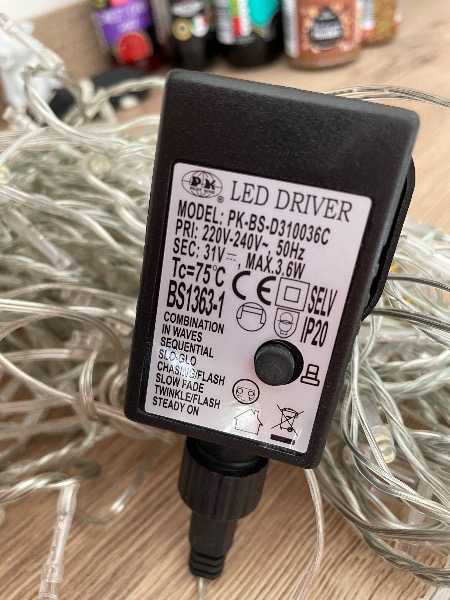 PK
LED DRIVER
MODEL: PK-BS-D310036C
PRI: 220V-240V~, 50Hz
SEC: 31V⎓, MAX.3.6W
Tc=75℃
CE
SELV
BS1363-1
IP20
COMBINATION
IN WAVES
SEQUENTIAL
SLO-GLO
CHASING/FLASH
SLOW FADE
TWINKLE/FLASH
STEADY ON